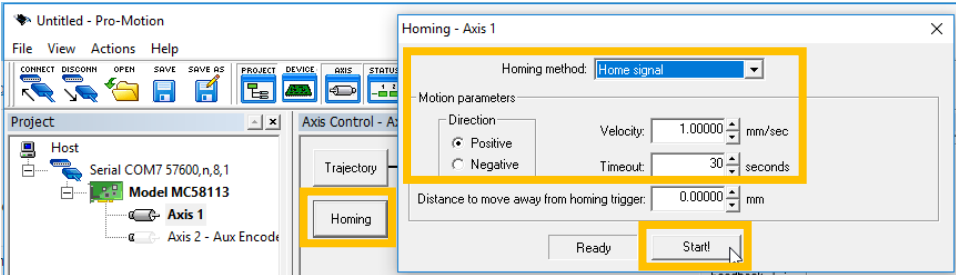 Untitled - Pro-Motion
File View Actions Help
CONNECT DISCONN OPEN SAVE SAVE AS PROJECT DEVICE AXIS STATUS
Project
Host
Serial COM7 57600,n,8,1
Model MC58113
Axis 1
Axis 2 - Aux Encode
Axis Control - A
Trajectory
Homing
Homing - Axis 1
Homing method: Home signal
Motion parameters
Direction
Positive
Negative
Velocity: 1.00000 mm/sec
Timeout: 30 seconds
Distance to move away from homing trigger: 0.00000 mm
Ready
Start!